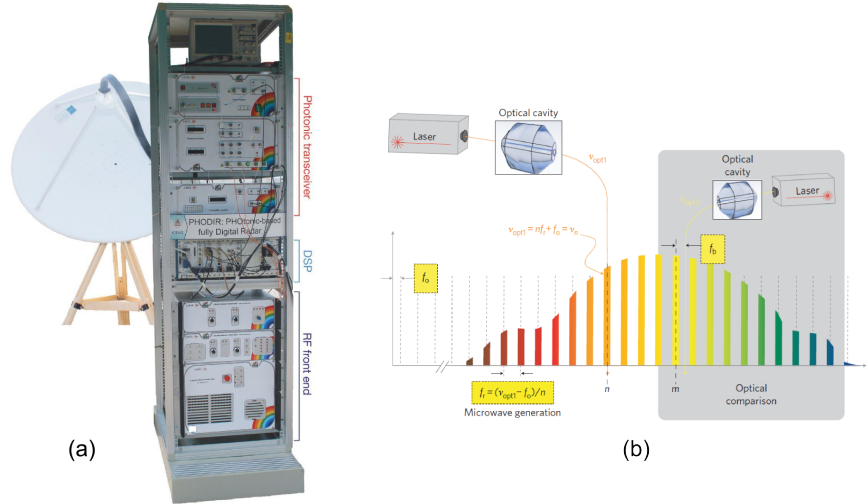 Photonic transceiver
PHODIR: PHOtonic-based
fully Digital Radar
DSP
RF front end
(a)
Laser
Optical cavity
νopt1
Optical
cavity
Laser
νopt1 = nfr + fo = νo
fb
fo
fr = (νopt1 − fo)/n
Microwave generation
n
m
Optical
comparison
(b)